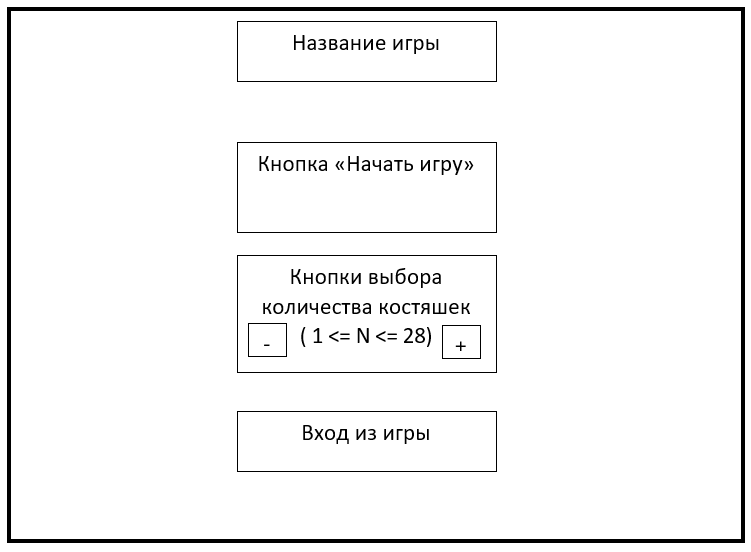 Название игры
Кнопка «Начать игру»
Кнопки выбора
количества костяшек
- ( 1 <= N <= 28) +
Вход из игры